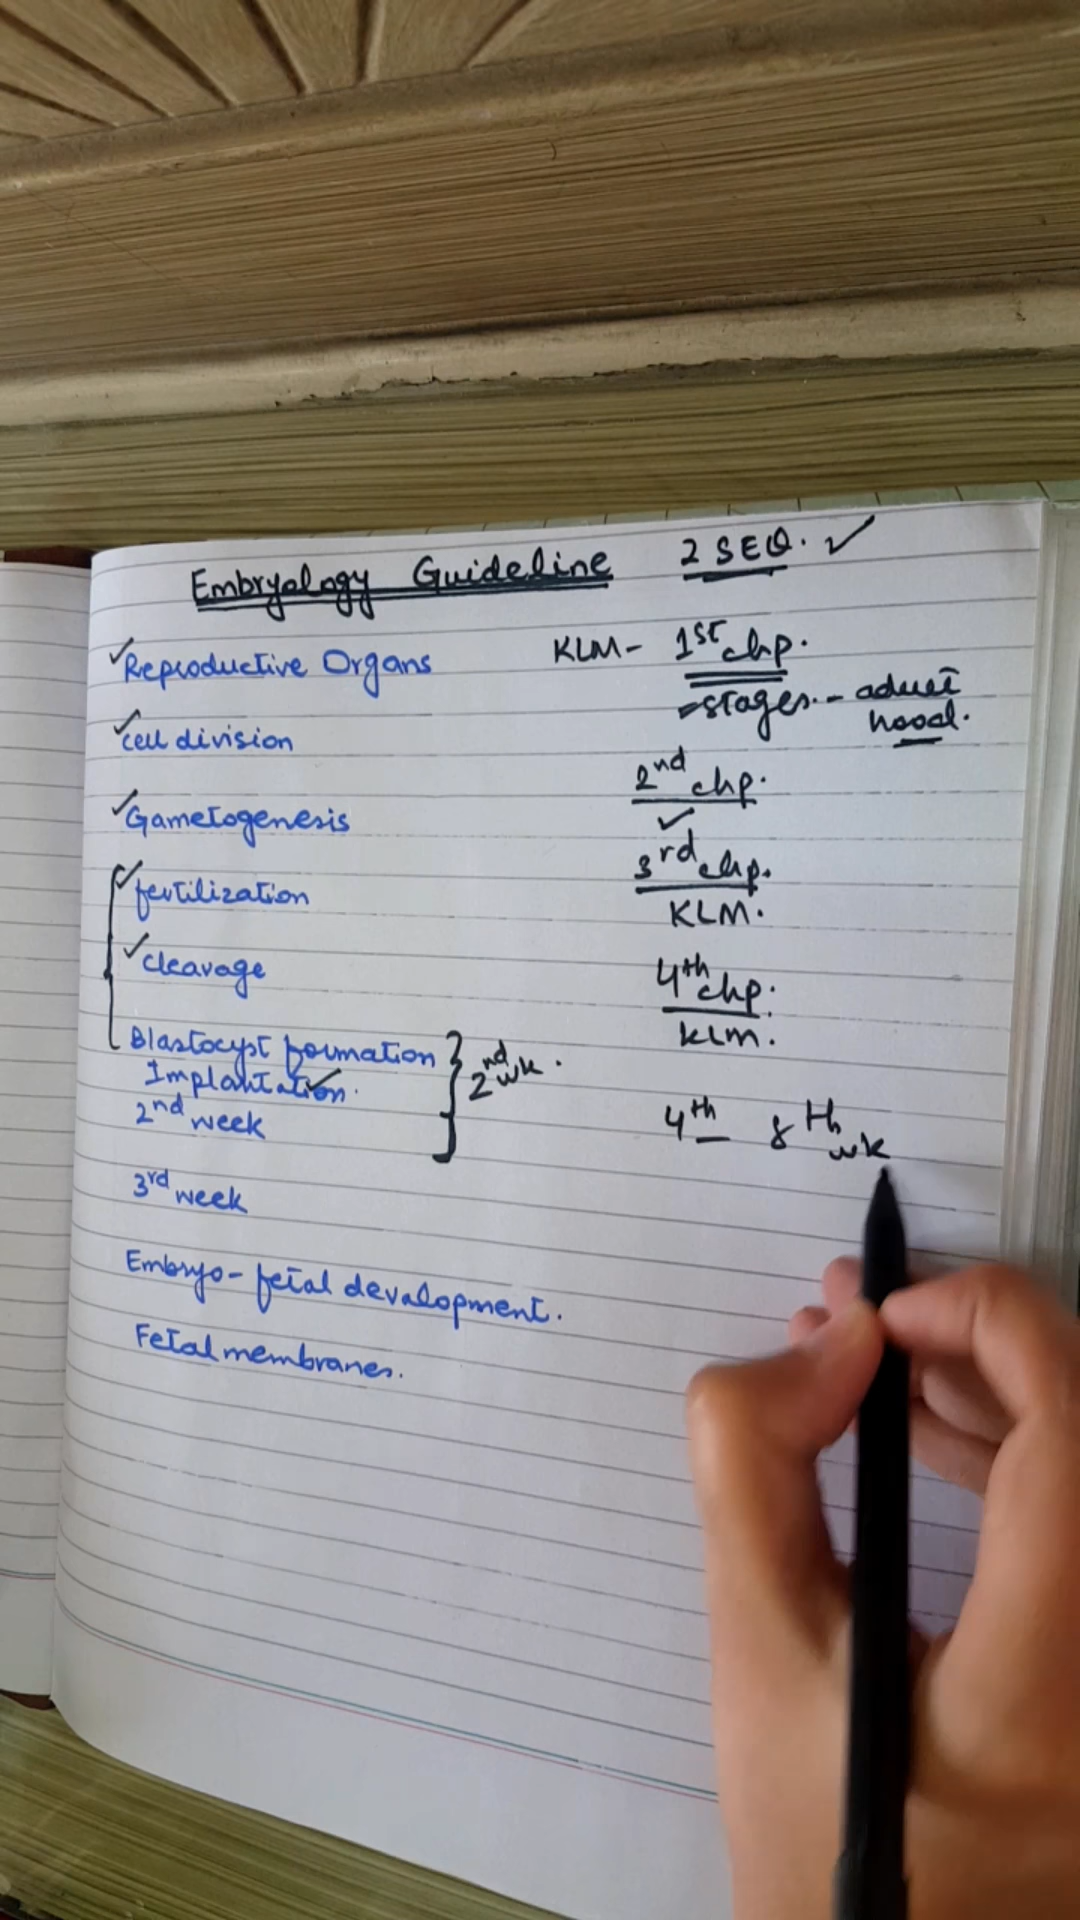 Embryology Guideline 2 SEQ.
Reproductive Organs KLM - 1st chp.
stages. - adult
hood.
cell division
2nd chp.
Gametogenesis
3rd chp.
fertilization
KLM.
cleavage
4th chp.
KLM.
Blastocyst formation
Implantation.
2nd wk.
2nd week
4th 8th wk
3rd week
Embryo - fetal devalopment.
Fetal membranes.